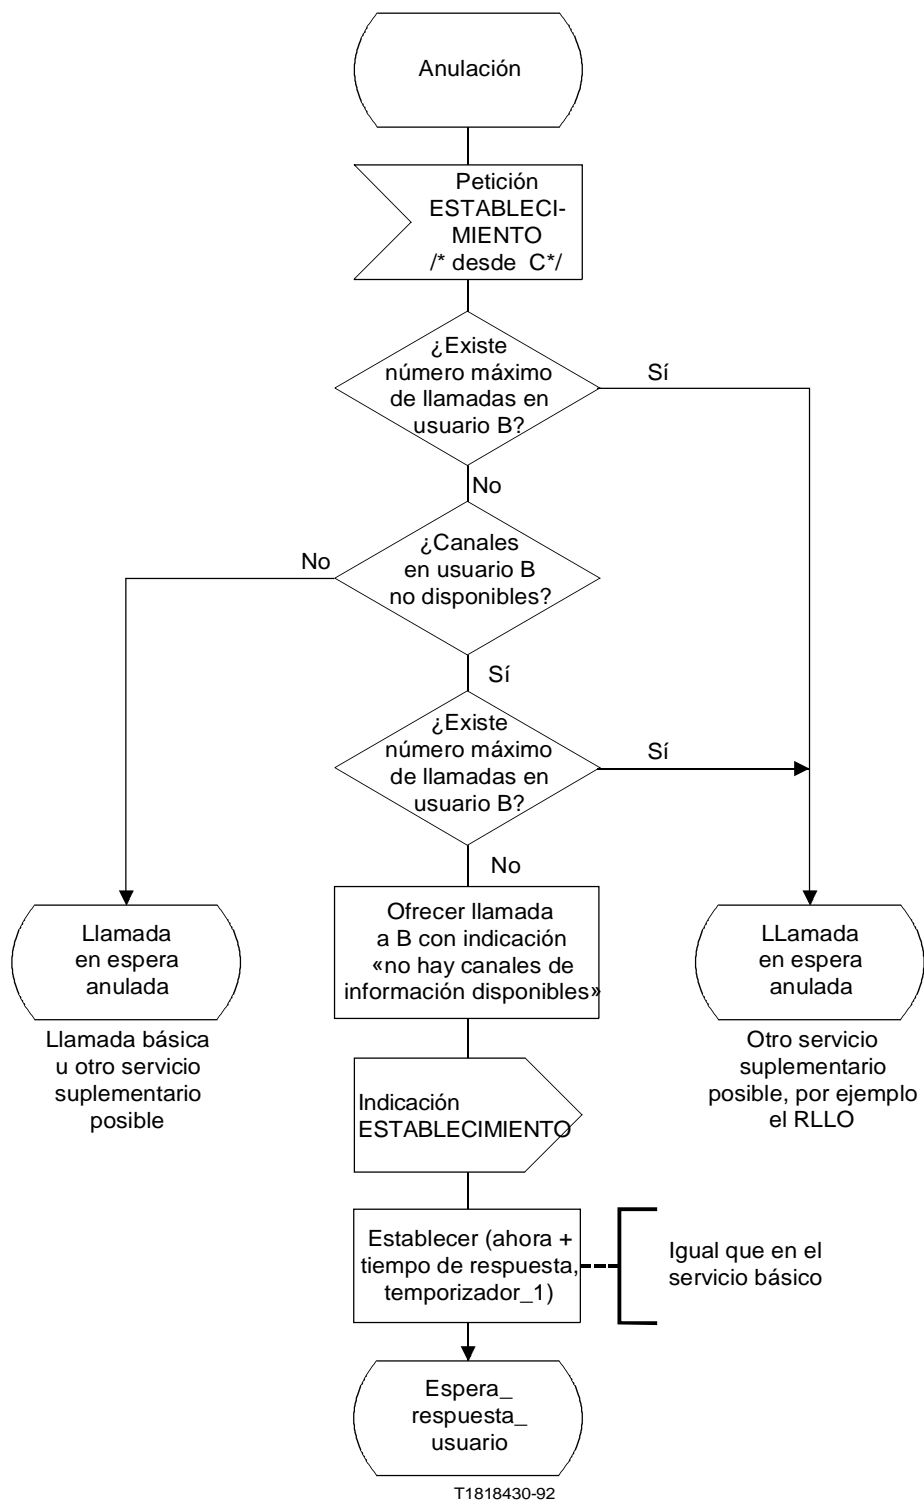 Anulación
Petición
ESTABLECI-
MIENTO
/* desde C*/
¿Existe
número máximo
de llamadas en
usuario B?
Sí
No
¿Canales
en usuario B
no disponibles?
No
Sí
¿Existe
número máximo
de llamadas en
usuario B?
Sí
No
Llamada
en espera
anulada
Llamada básica
u otro servicio
suplementario
posible
Ofrecer llamada
a B con indicación
«no hay canales de
información disponibles»
LLamada
en espera
anulada
Otro servicio
suplementario
posible, por ejemplo
el RLLO
Indicación
ESTABLECIMIENTO
Establecer (ahora +
tiempo de respuesta,
temporizador_1)
Igual que en el
servicio básico
Espera_
respuesta_
usuario
T1818430-92